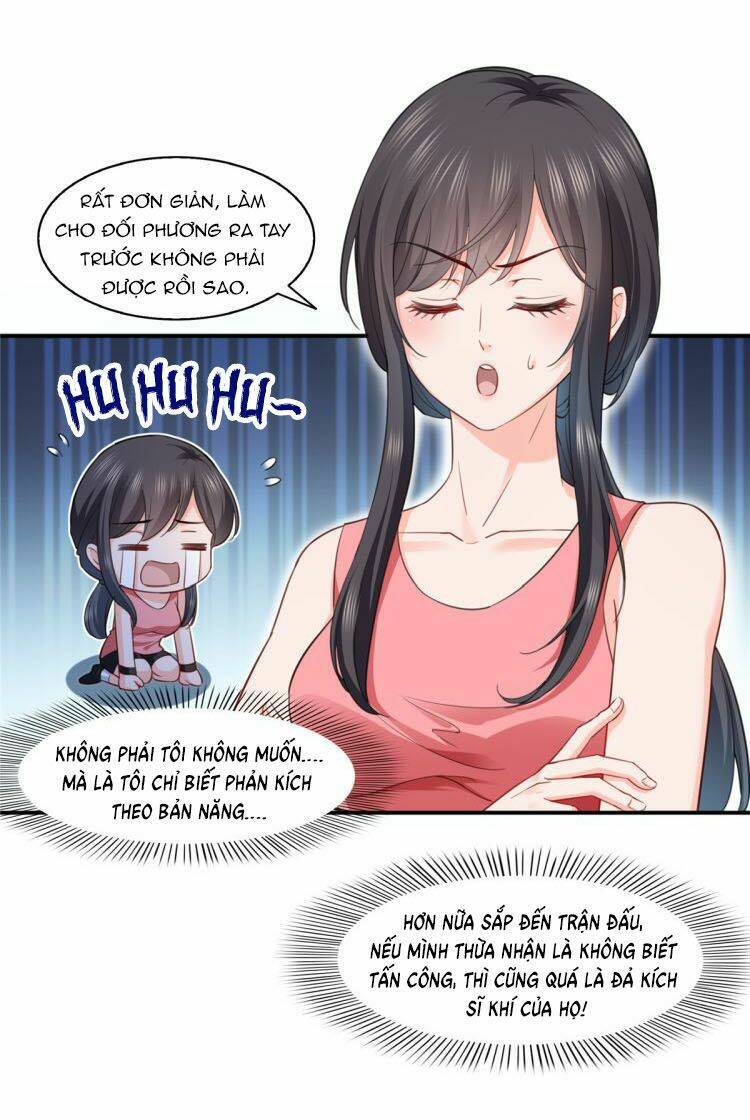 RẤT ĐƠN GIẢN, LÀM
CHO ĐỐI PHƯƠNG RA TAY
TRƯỚC KHÔNG PHẢI
ĐƯỢC RỒI SAO.
HU HU HU~
KHÔNG PHẢI TÔI KHÔNG MUỐN....
MÀ LÀ TÔI CHỈ BIẾT PHẢN KÍCH
THEO BẢN NĂNG....
HƠN NỮA SẮP ĐẾN TRẬN ĐẤU,
NẾU MÌNH THỪA NHẬN LÀ KHÔNG BIẾT
TẤN CÔNG, THÌ CŨNG QUÁ LÀ ĐẢ KÍCH
SĨ KHÍ CỦA HỌ!